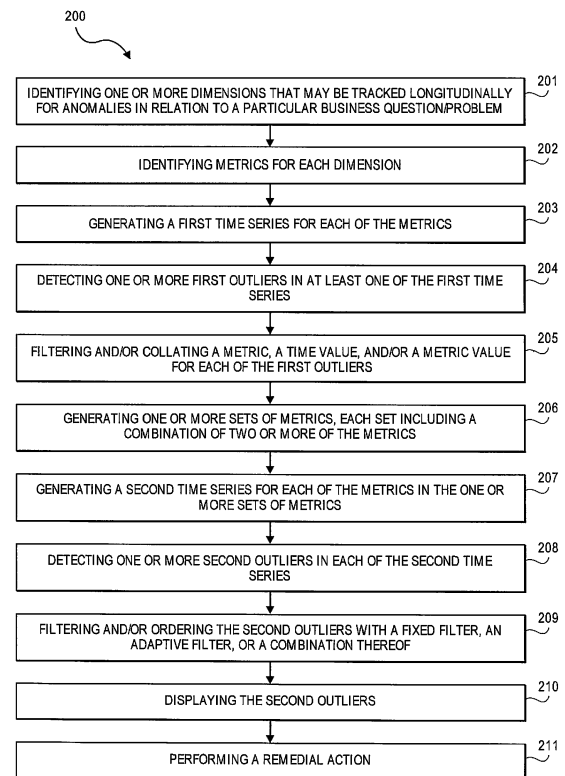 200
201
IDENTIFYING ONE OR MORE DIMENSIONS THAT MAY BE TRACKED LONGITUDINALLY
FOR ANOMALIES IN RELATION TO A PARTICULAR BUSINESS QUESTION/PROBLEM
202
IDENTIFYING METRICS FOR EACH DIMENSION
203
GENERATING A FIRST TIME SERIES FOR EACH OF THE METRICS
204
DETECTING ONE OR MORE FIRST OUTLIERS IN AT LEAST ONE OF THE FIRST TIME
SERIES
205
FILTERING AND/OR COLLATING A METRIC, A TIME VALUE, AND/OR A METRIC VALUE
FOR EACH OF THE FIRST OUTLIERS
206
GENERATING ONE OR MORE SETS OF METRICS, EACH SET INCLUDING A
COMBINATION OF TWO OR MORE OF THE METRICS
207
GENERATING A SECOND TIME SERIES FOR EACH OF THE METRICS IN THE ONE OR
MORE SETS OF METRICS
208
DETECTING ONE OR MORE SECOND OUTLIERS IN EACH OF THE SECOND TIME
SERIES
209
FILTERING AND/OR ORDERING THE SECOND OUTLIERS WITH A FIXED FILTER, AN
ADAPTIVE FILTER, OR A COMBINATION THEREOF
210
DISPLAYING THE SECOND OUTLIERS
211
PERFORMING A REMEDIAL ACTION